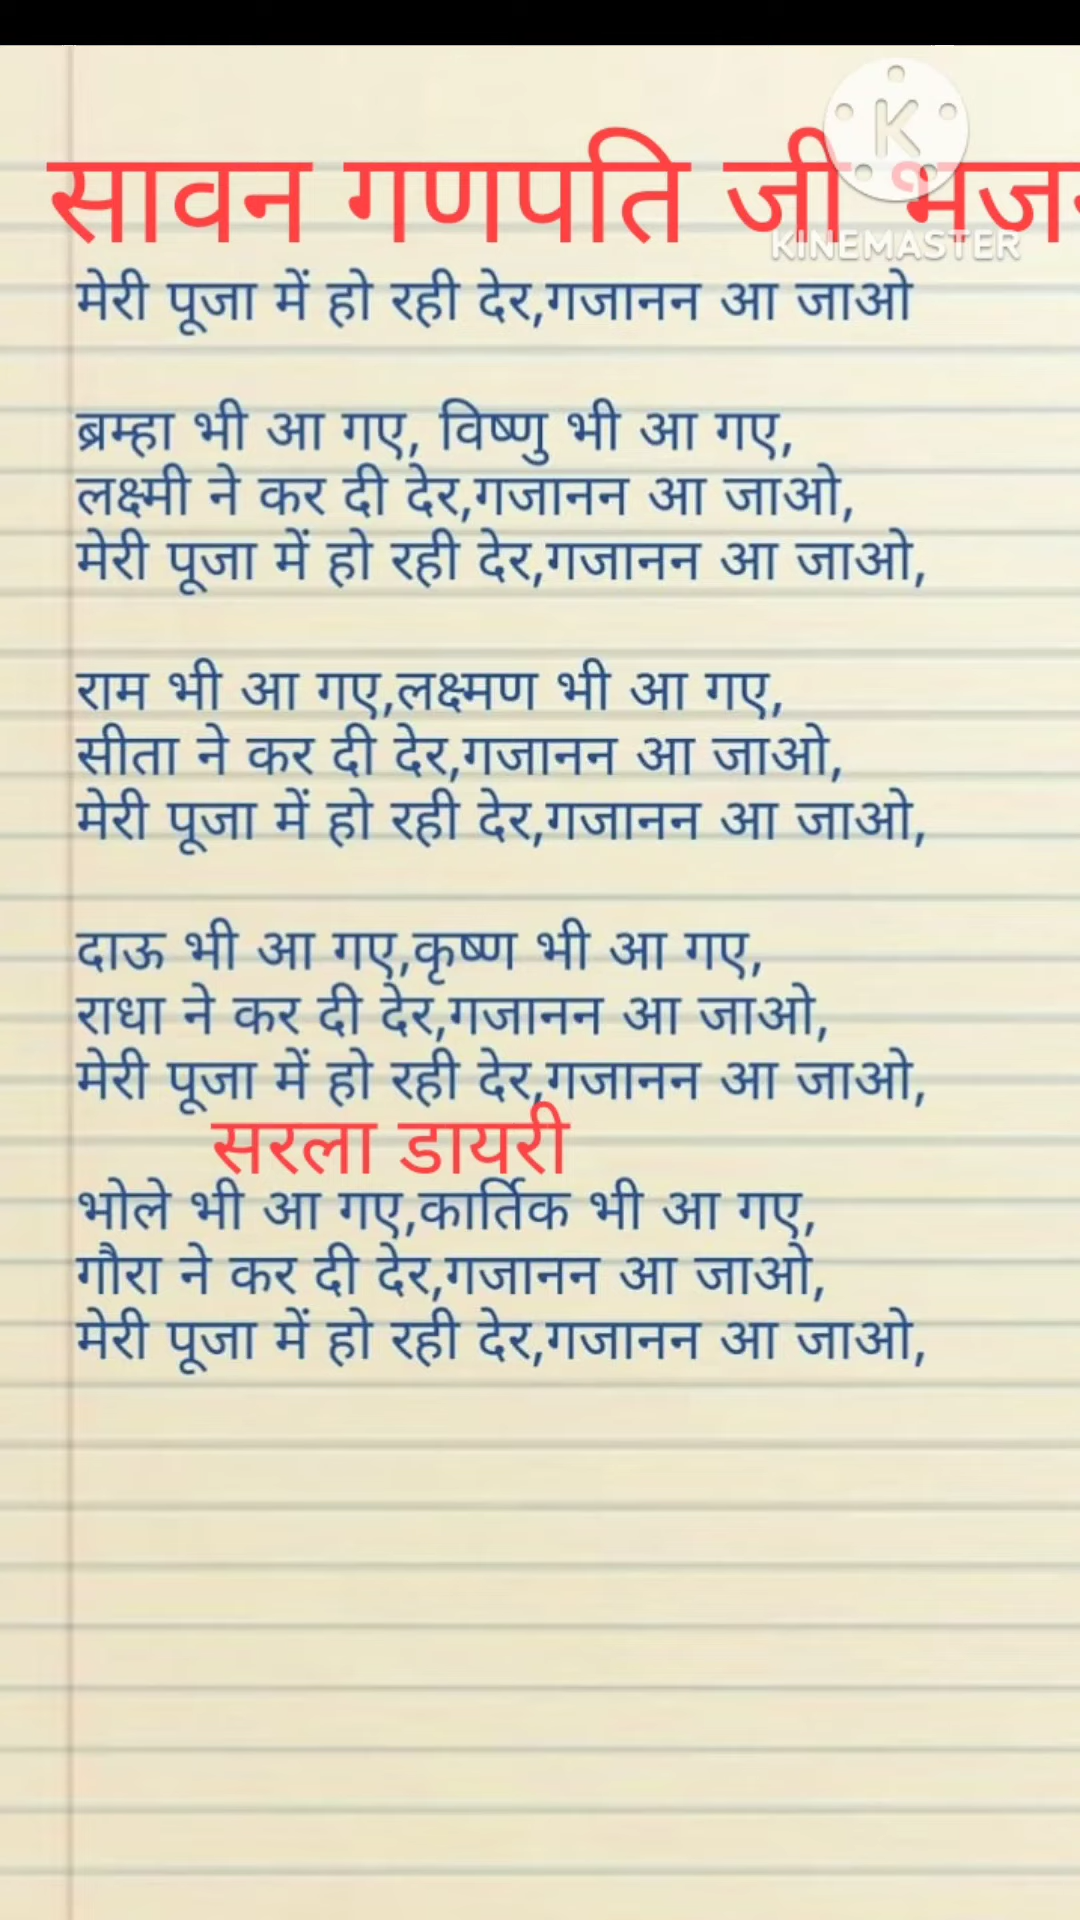 सावन गणपति जी भजन
KINEMASTER
मेरी पूजा में हो रही देर,गजानन आ जाओ
ब्रम्हा भी आ गए, विष्णु भी आ गए,
लक्ष्मी ने कर दी देर,गजानन आ जाओ,
मेरी पूजा में हो रही देर,गजानन आ जाओ,
राम भी आ गए,लक्ष्मण भी आ गए,
सीता ने कर दी देर,गजानन आ जाओ,
मेरी पूजा में हो रही देर,गजानन आ जाओ,
दाऊ भी आ गए,कृष्ण भी आ गए,
राधा ने कर दी देर,गजानन आ जाओ,
मेरी पूजा में हो रही देर,गजानन आ जाओ,
सरला डायरी
भोले भी आ गए,कार्तिक भी आ गए,
गौरा ने कर दी देर,गजानन आ जाओ,
मेरी पूजा में हो रही देर,गजानन आ जाओ,